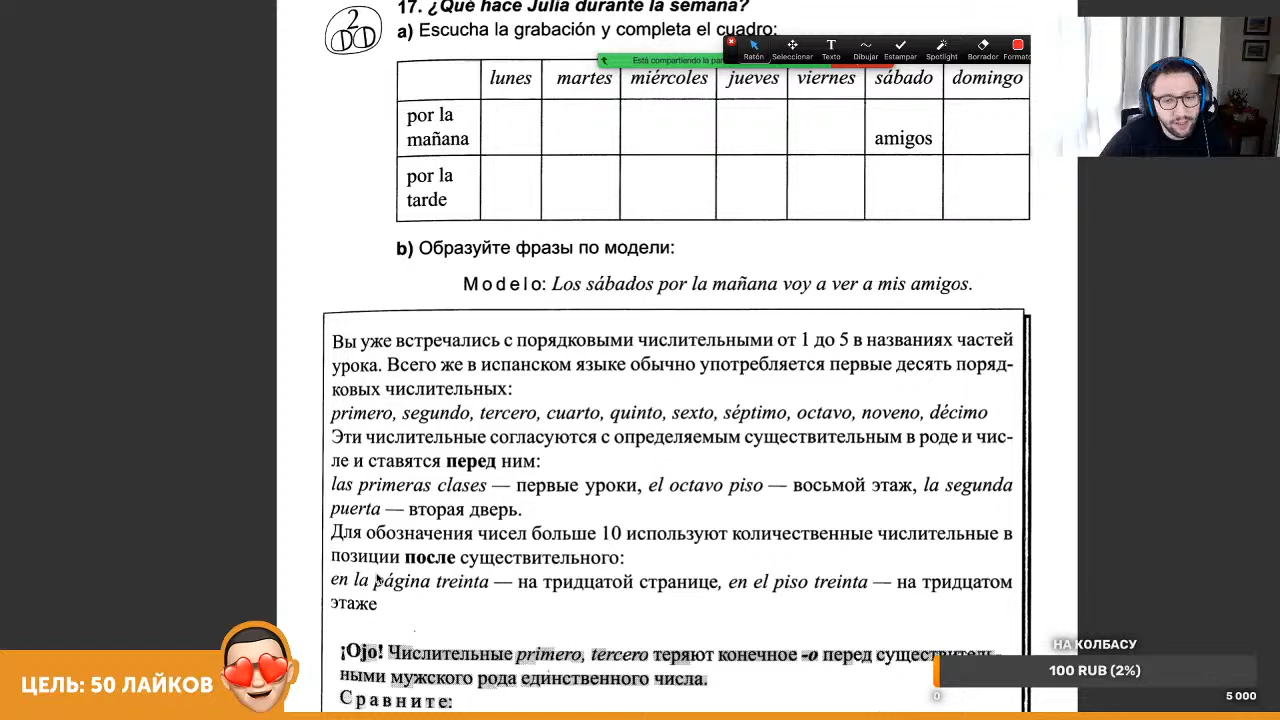 17. ¿Qué hace Julia durante la semana?
a) Escucha la grabación y completa el cuadro:
2
DD
Ratón Seleccionar Texto Dibujar Estampar Spotlight Borrador Formato
Está compartiendo la
lunes martes miércoles jueves viernes sábado domingo
por la
mañana
amigos
por la
tarde
b) Образуйте фразы по модели:
Modelo: Los sábados por la mañana voy a ver a mis amigos.
Вы уже встречались с порядковыми числительными от 1 до 5 в названиях частей
урока. Всего же в испанском языке обычно употребляется первые десять поряд-
ковых числительных:
primero, segundo, tercero, cuarto, quinto, sexto, séptimo, octavo, noveno, décimo
Эти числительные согласуются с определяемым существительным в роде и чис-
ле и ставятся перед ним:
las primeras clases — первые уроки, el octavo piso — восьмой этаж, la segunda
puerta — вторая дверь.
Для обозначения чисел больше 10 используют количественные числительные в
позиции после существительного:
en la página treinta — на тридцатой странице, en el piso treinta — на тридцатом
этаже
¡Ojo! Числительные primero, tercero теряют конечное -о перед существитель-
ными мужского рода единственного числа.
Сравните:
НА КОЛБАСУ
100 RUB (2%)
0 5 000
ЦЕЛЬ: 50 ЛАЙКОВ